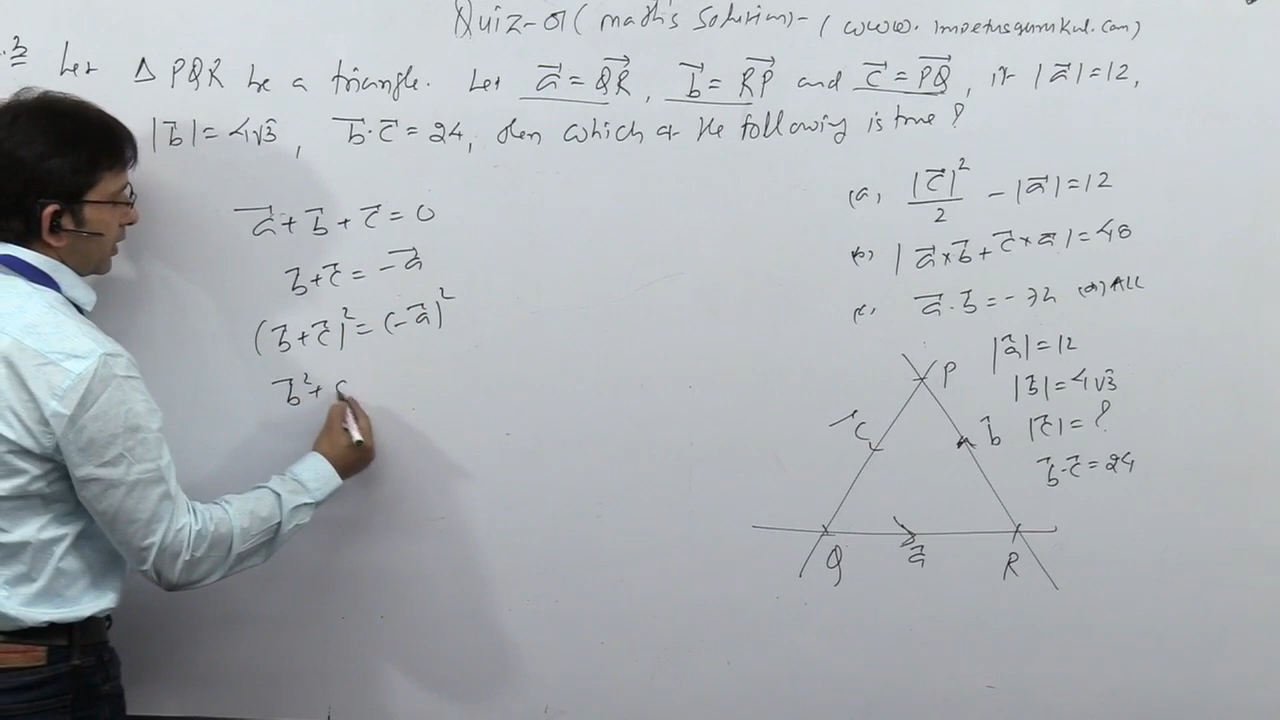 Quiz-01 (maths solution)- (www.impetusgurukul.com)
.3 Let Δ PQR be a triangle. Let a⃗ = QR⃗, b⃗ = RP⃗ and c⃗ = PQ⃗, if |a⃗| = 12,
|b⃗| = 4√3, b⃗·c⃗ = 24, then which of the following is true?
(a) |c⃗|²/2 - |a⃗| = 12
(b) |a⃗×b⃗ + c⃗×a⃗| = 48
(c) a⃗·b⃗ = -72 (d) ALL
a⃗ + b⃗ + c⃗ = 0
b⃗ + c⃗ = -a⃗
(b⃗ + c⃗)² = (-a⃗)²
b⃗² + c
P
|a⃗| = 12
|b⃗| = 4√3
c⃗
b⃗
|c⃗| = ?
b⃗·c⃗ = 24
Q
a⃗
R